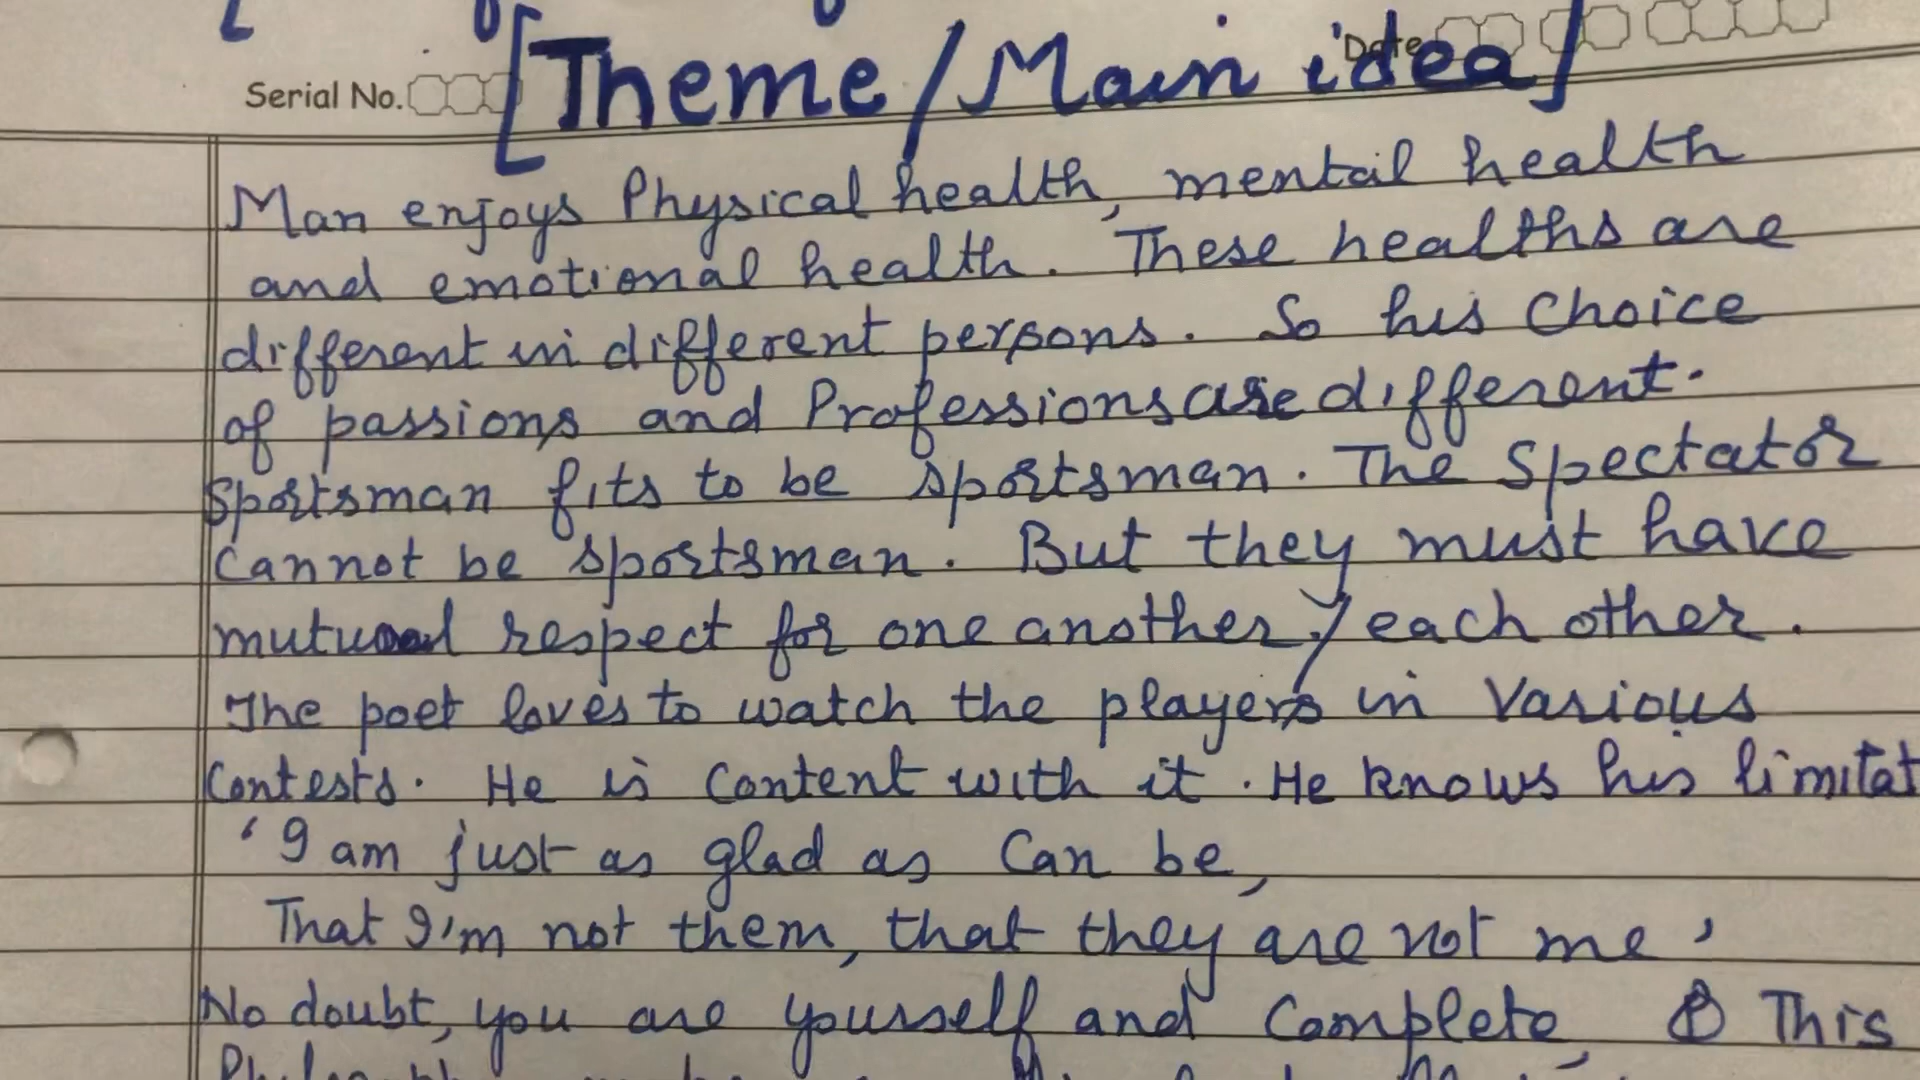 [Theme/Main idea]
Serial No. Date
Man enjoys Physical health, mental health
and emotional health. These healths are
different in different persons. So his Choice
of passions and Professions are different.
Sportsman fits to be sportsman. The Spectator
Cannot be sportsman. But they must have
mutual respect for one another,/each other.
The poet loves to watch the players in Various
Contests. He is Content with it. He knows his limitat
'I am just as glad as Can be,
That I'm not them, that they are not me'
No doubt, you are yourself and Complete, This